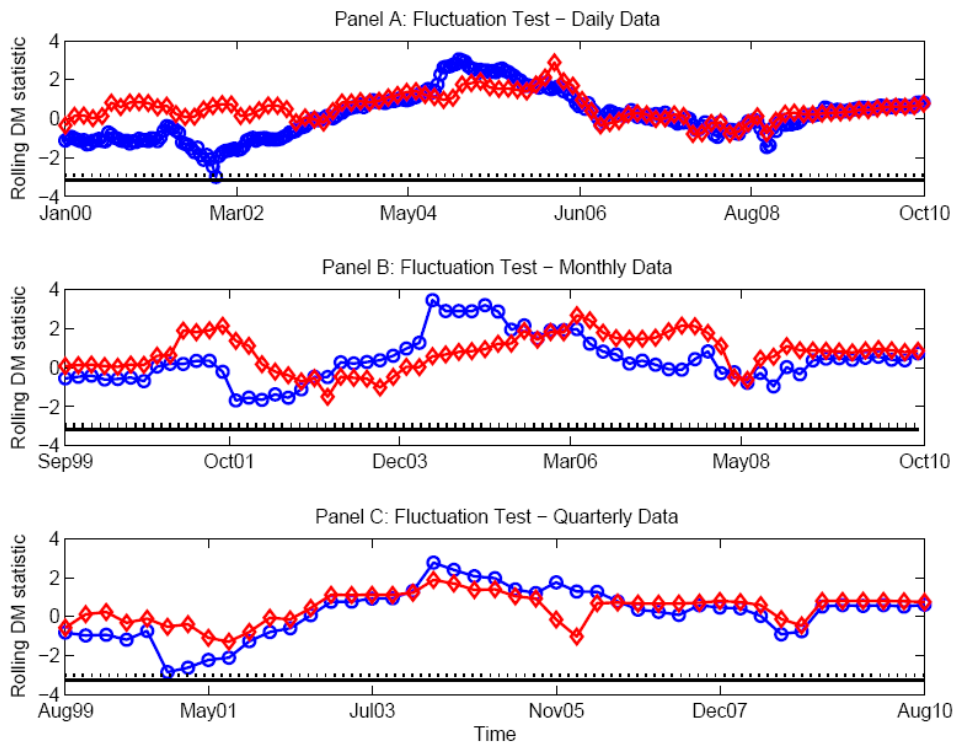 Panel A: Fluctuation Test − Daily Data
Rolling DM statistic
4
2
0
−2
−4
Jan00 Mar02 May04 Jun06 Aug08 Oct10
Panel B: Fluctuation Test − Monthly Data
Rolling DM statistic
4
2
0
−2
−4
Sep99 Oct01 Dec03 Mar06 May08 Oct10
Panel C: Fluctuation Test − Quarterly Data
Rolling DM statistic
4
2
0
−2
−4
Aug99 May01 Jul03 Nov05 Dec07 Aug10
Time